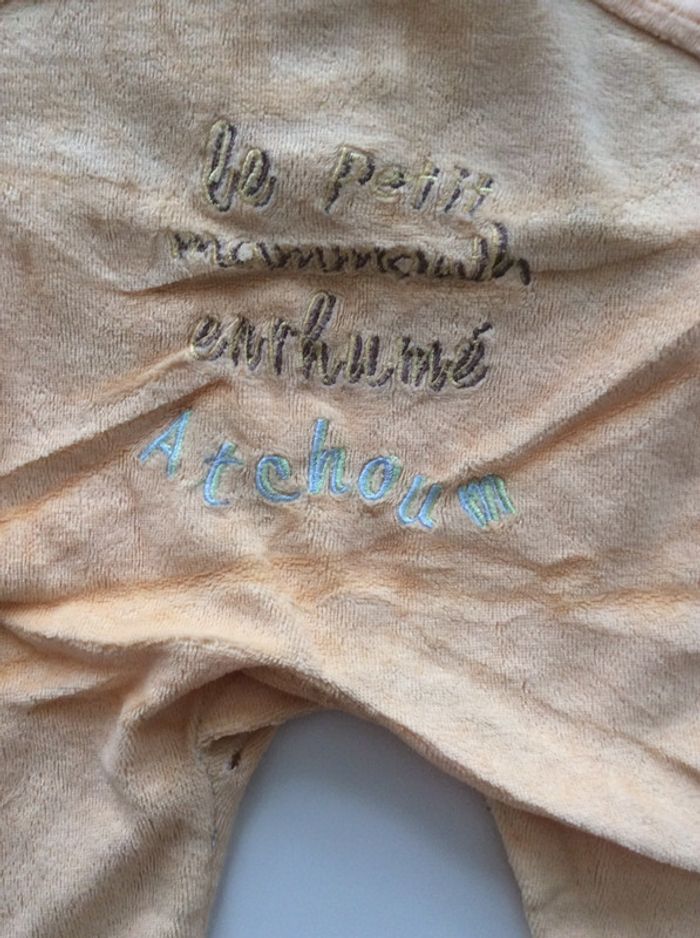 le petit
mammouth
enrhumé
Atchoum